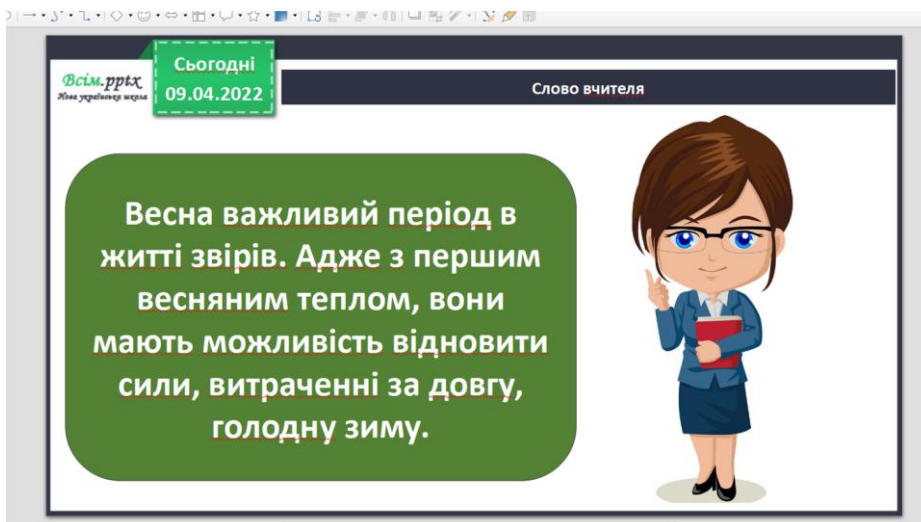 Всім.pptx
Нова українська школа
Сьогодні
09.04.2022
Слово вчителя
Весна важливий період в
житті звірів. Адже з першим
весняним теплом, вони
мають можливість відновити
сили, витраченні за довгу,
голодну зиму.